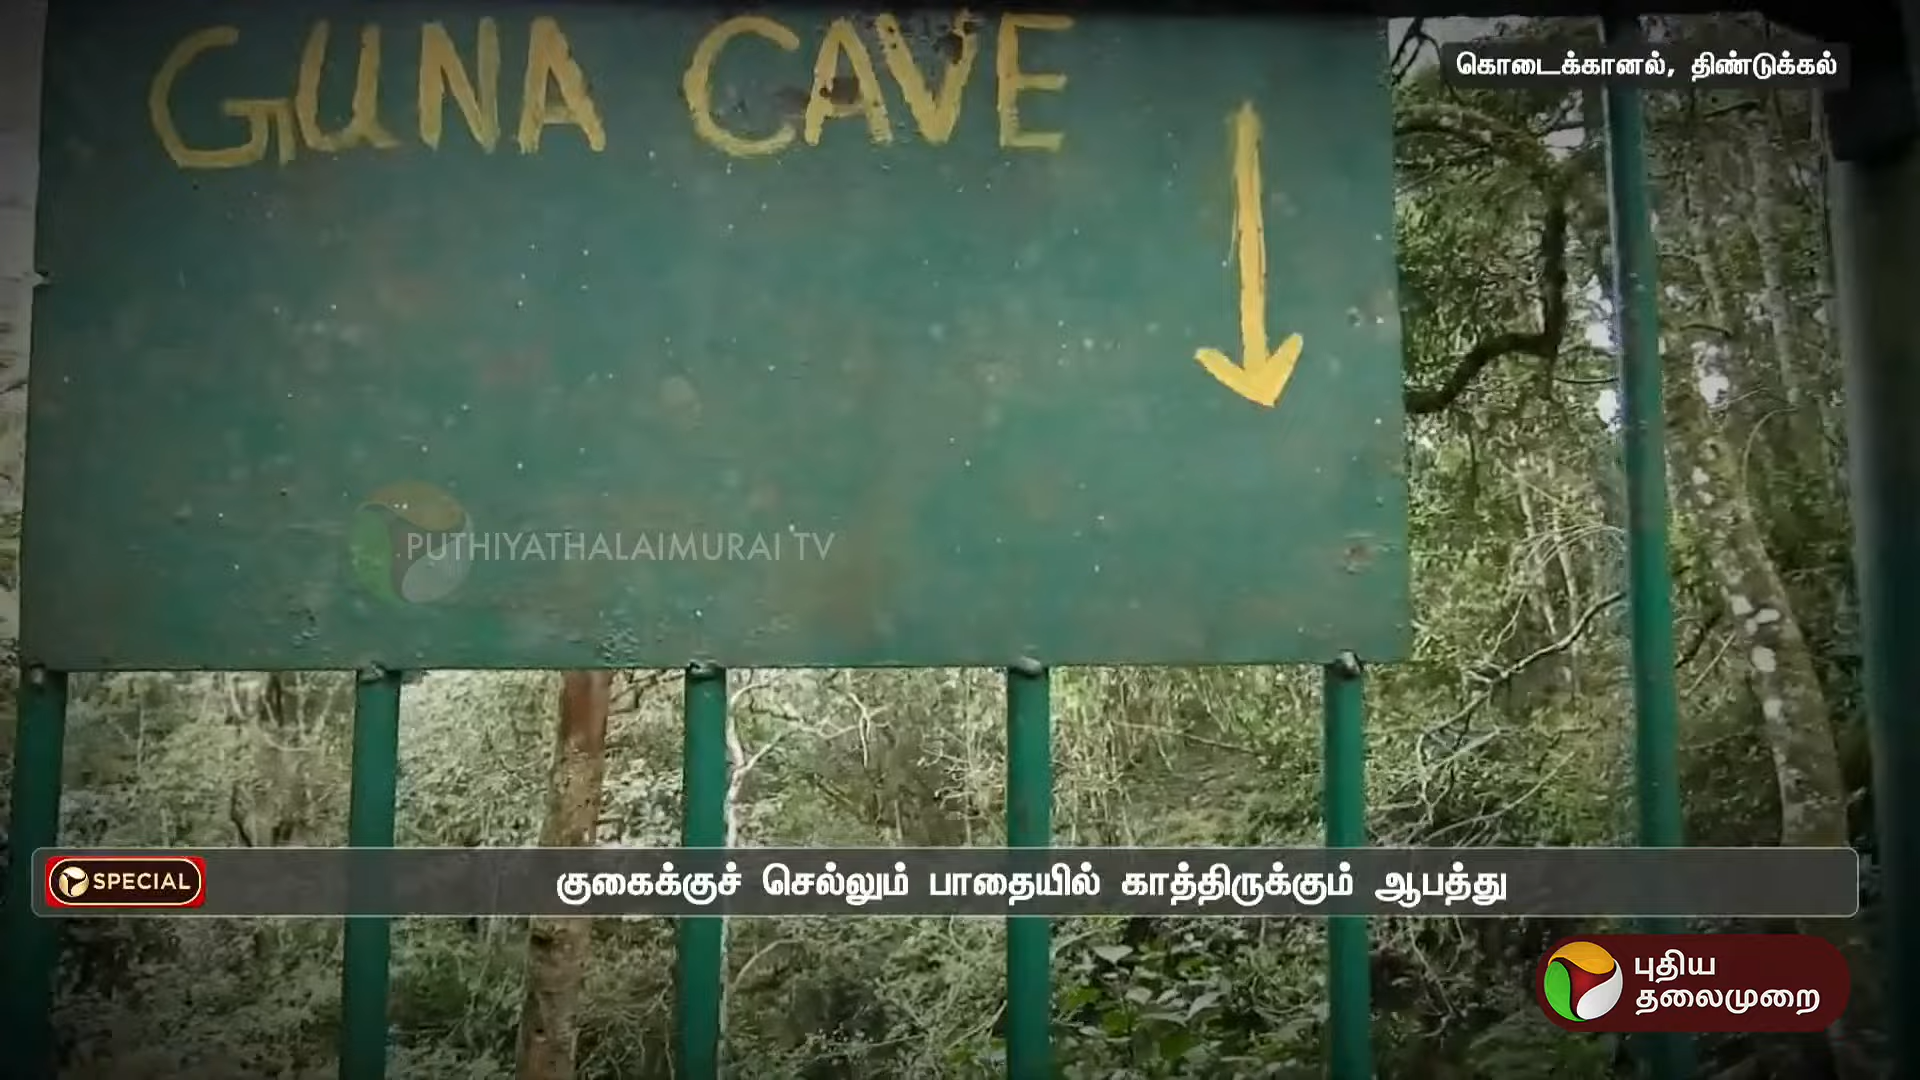 GUNA CAVE
கொடைக்கானல், திண்டுக்கல்
PUTHIYATHALAIMURAI TV
SPECIAL
குகைக்குச் செல்லும் பாதையில் காத்திருக்கும் ஆபத்து
புதிய
தலைமுறை